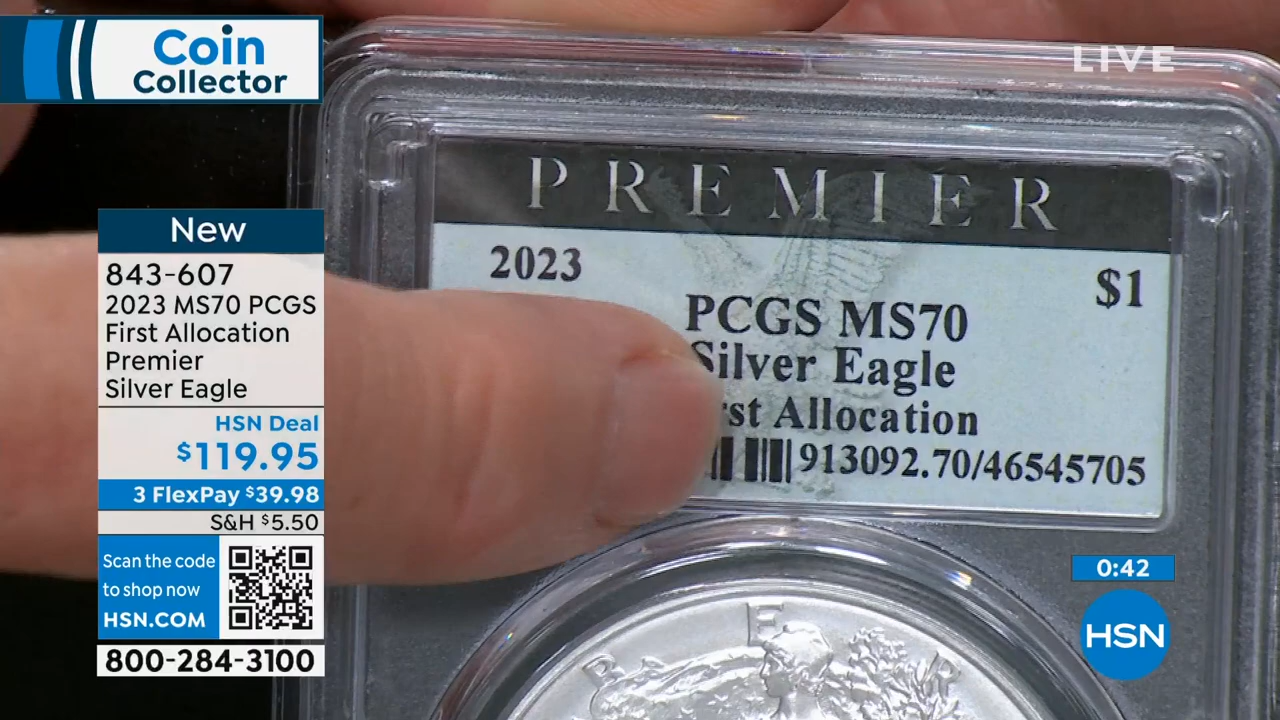 Coin
Collector
LIVE
New
843-607
2023 MS70 PCGS
First Allocation
Premier
Silver Eagle
HSN Deal
$119.95
3 FlexPay $39.98
S&H $5.50
Scan the code
to shop now
HSN.COM
800-284-3100
PREMIER
2023
$1
PCGS MS70
Silver Eagle
rst Allocation
913092.70/46545705
0:42
HSN